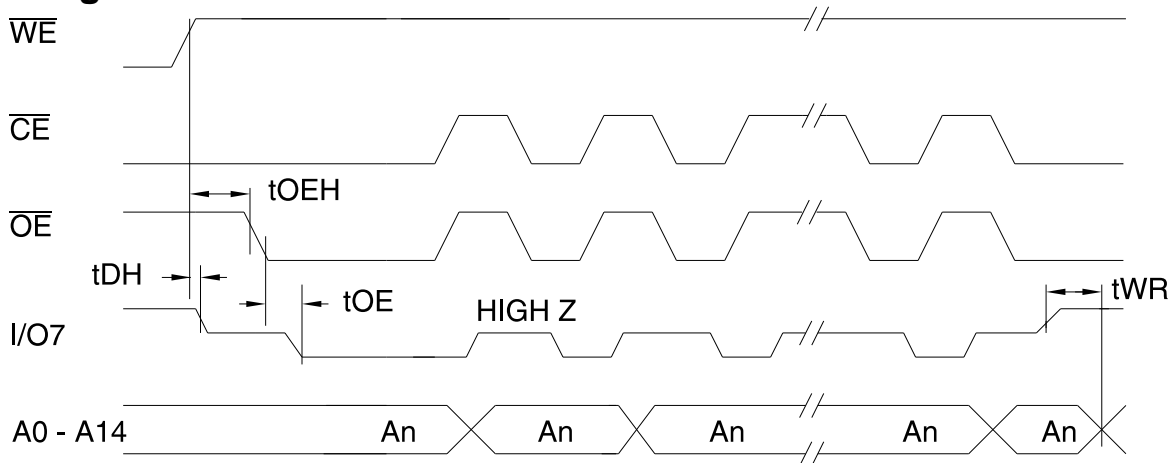 WE
CE
tOEH
OE
tDH
tOE
HIGH Z
tWR
I/O7
A0 - A14 An An An An An